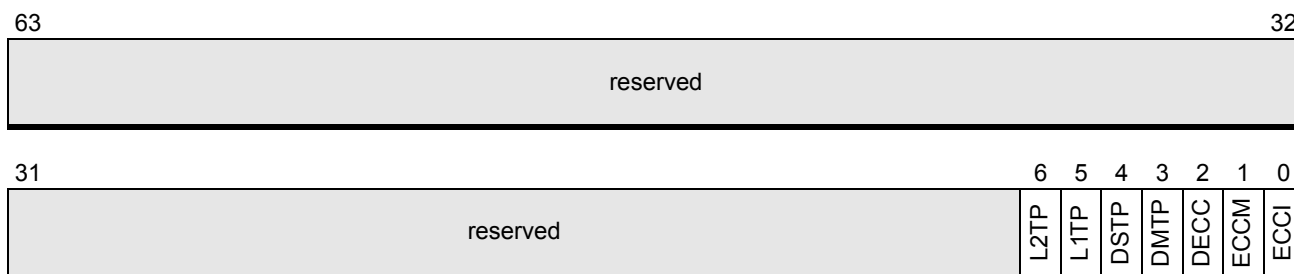 63 32
reserved
31 6 5 4 3 2 1 0
reserved L2TP L1TP DSTP DMTP DECC ECCM ECCI